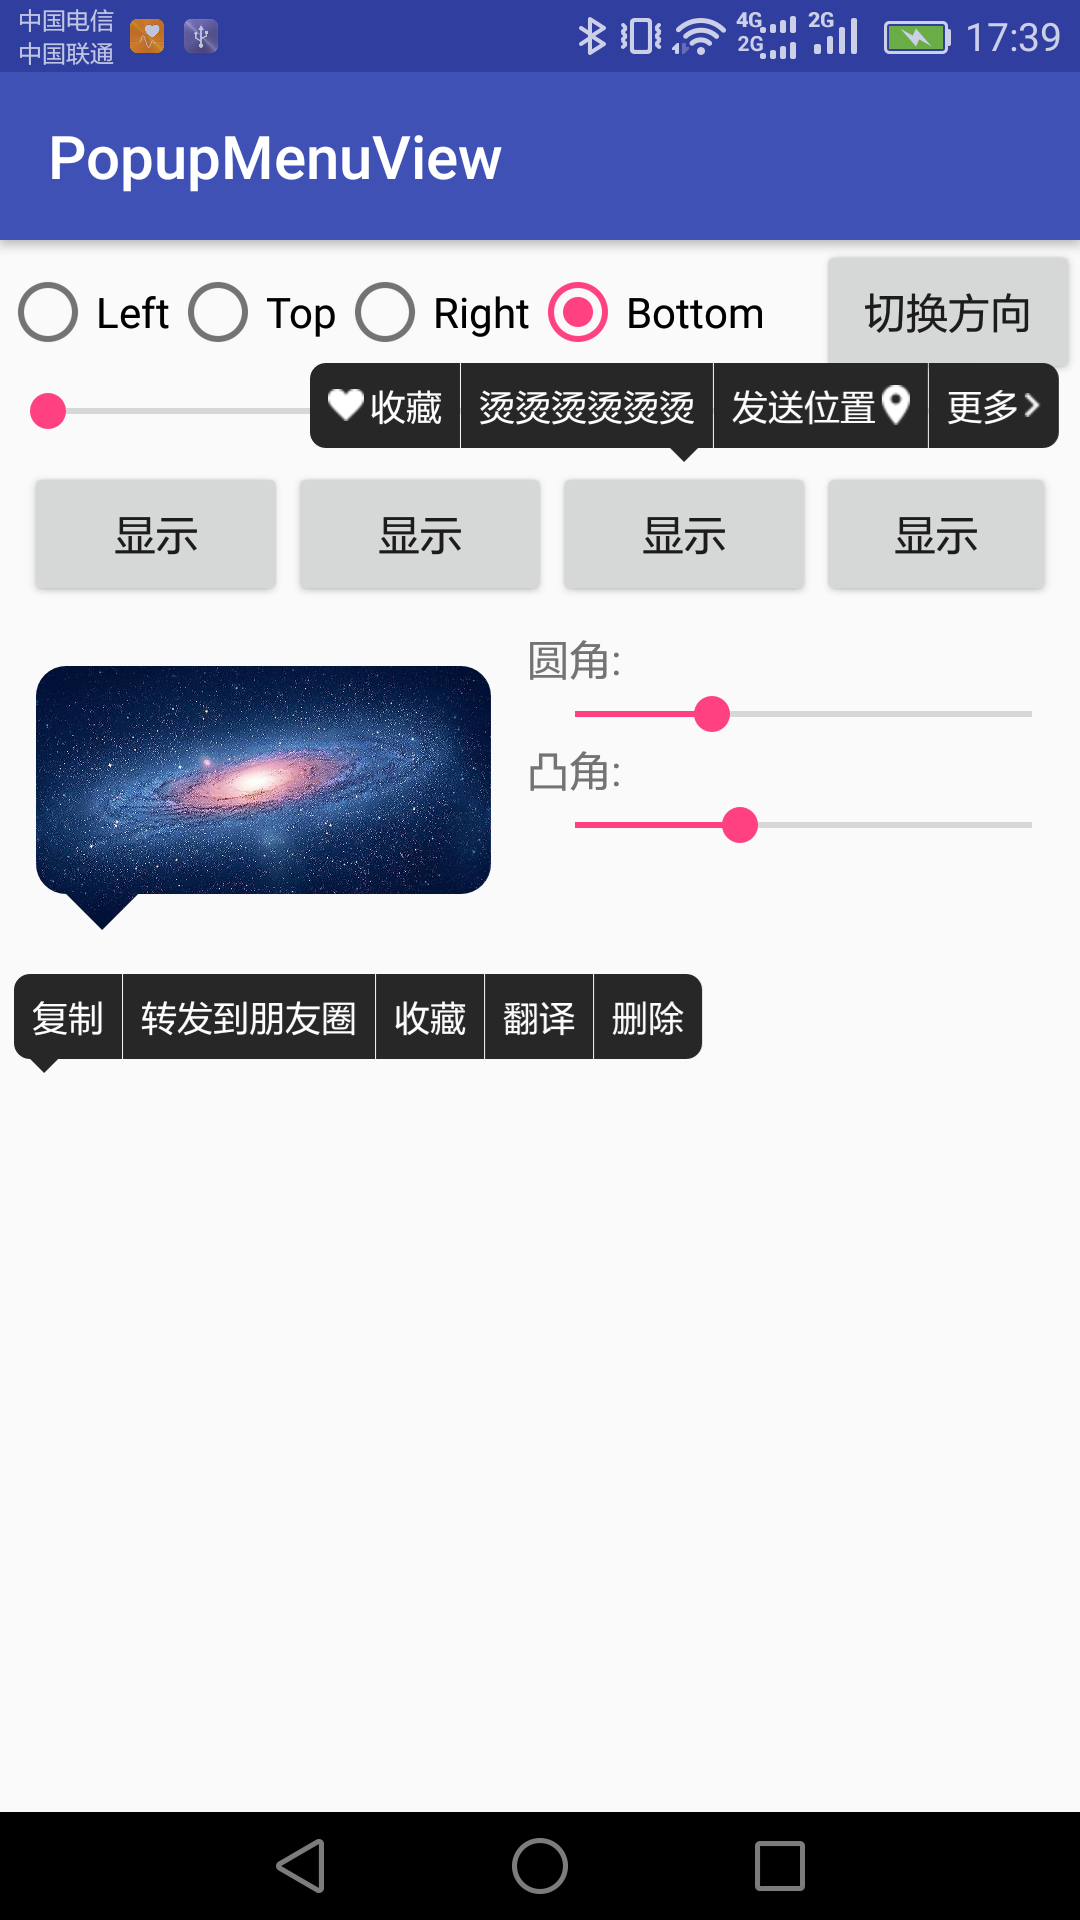 中国电信
中国联通
4G
2G
2G
17:39
PopupMenuView
Left Top Right Bottom 切换方向
收藏 烫烫烫烫烫烫 发送位置 更多
显示 显示 显示 显示
圆角:
凸角:
复制 转发到朋友圈 收藏 翻译 删除